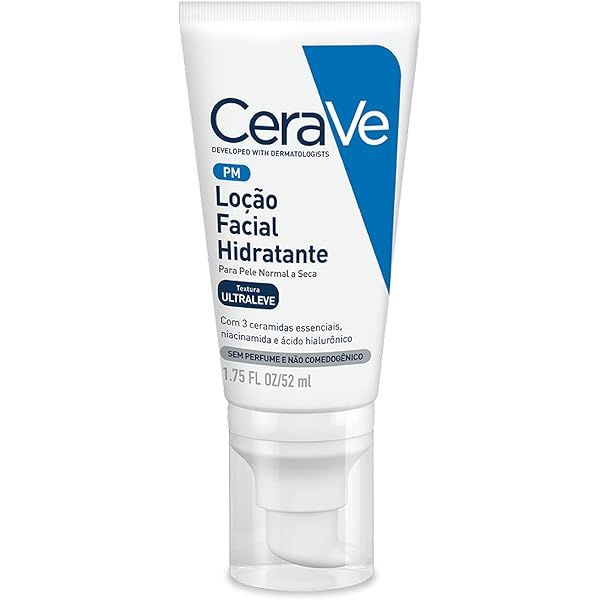 CeraVe
DEVELOPED WITH DERMATOLOGISTS
PM
Loção
Facial
Hidratante
Para Pele Normal a Seca
Textura
ULTRALEVE
Com 3 ceramidas essenciais,
niacinamida e ácido hialurônico
SEM PERFUME E NÃO COMEDOGÊNICO
1.75 FL OZ/52 ml